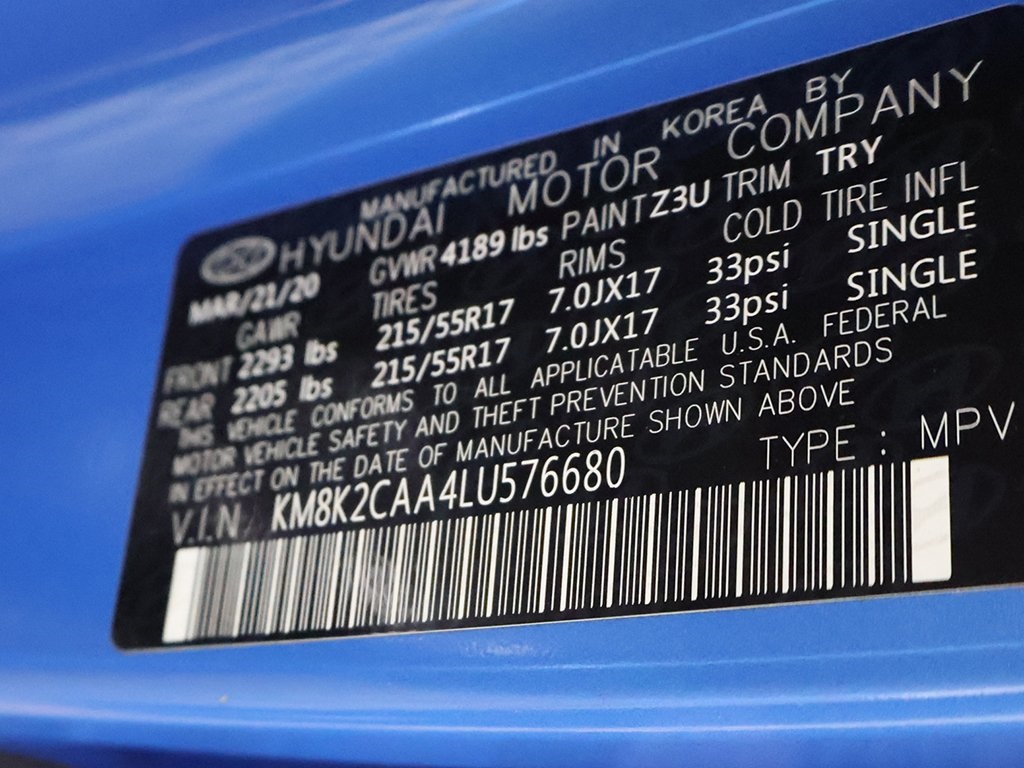 MANUFACTURED IN KOREA BY
HYUNDAI MOTOR COMPANY
MAR/21/20 GVWR 4189 lbs PAINT Z3U TRIM TRY
GAWR TIRES RIMS COLD TIRE INFL
FRONT 2293 lbs 215/55R17 7.0JX17 33psi SINGLE
REAR 2205 lbs 215/55R17 7.0JX17 33psi SINGLE
THIS VEHICLE CONFORMS TO ALL APPLICATABLE U.S.A. FEDERAL
MOTOR VEHICLE SAFETY AND THEFT PREVENTION STANDARDS
IN EFFECT ON THE DATE OF MANUFACTURE SHOWN ABOVE
V.I.N KM8K2CAA4LU576680 TYPE : MPV